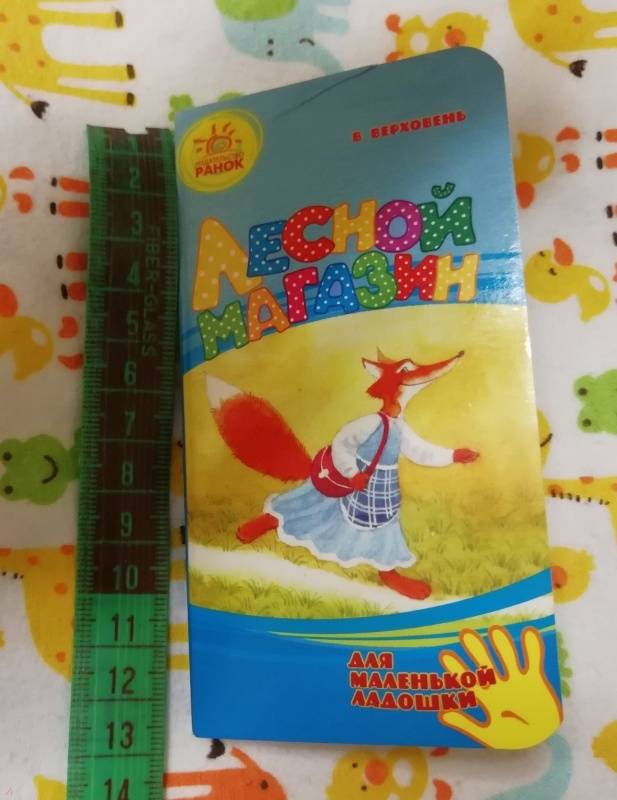 ИЗДАТЕЛЬСТВО
РАНОК
В ВЕРХОВЕНЬ
ЛЕСНОЙ
МАГАЗИН
ДЛЯ
МАЛЕНЬКОЙ
ЛАДОШКИ
1
2
3
4
5
6
7
8
9
10
11
12
13
14
FIBER-GLASS